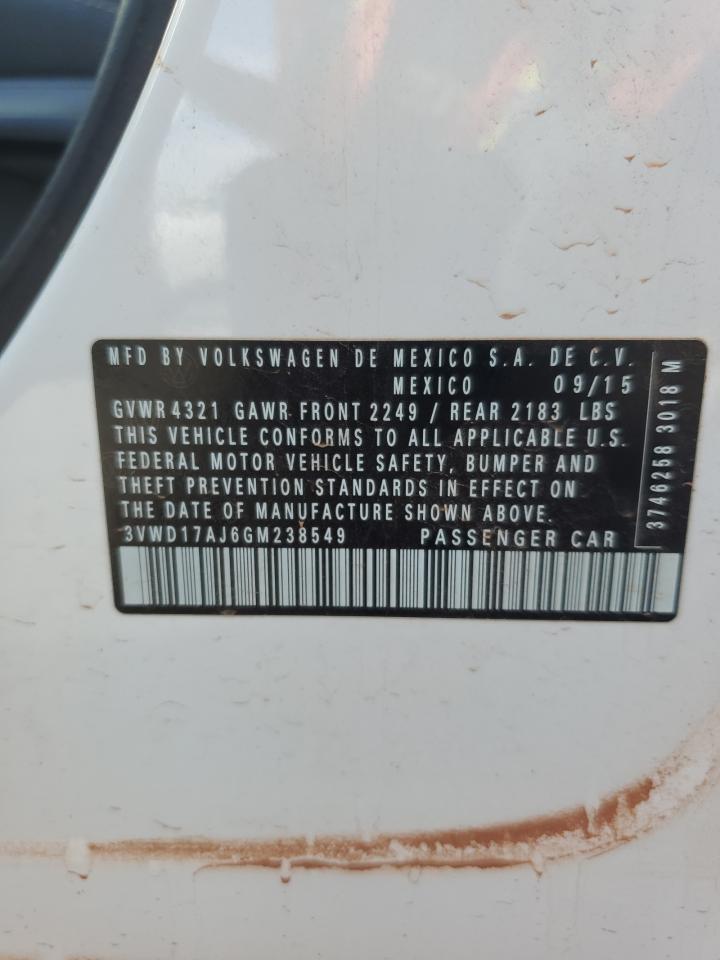 MFD BY VOLKSWAGEN DE MEXICO S.A. DE C.V.
MEXICO 09/15
GVWR 4321 GAWR FRONT 2249 / REAR 2183 LBS
THIS VEHICLE CONFORMS TO ALL APPLICABLE U.S.
FEDERAL MOTOR VEHICLE SAFETY, BUMPER AND
THEFT PREVENTION STANDARDS IN EFFECT ON
THE DATE OF MANUFACTURE SHOWN ABOVE.
3VWD17AJ6GM238549 PASSENGER CAR
3746258 3018 M